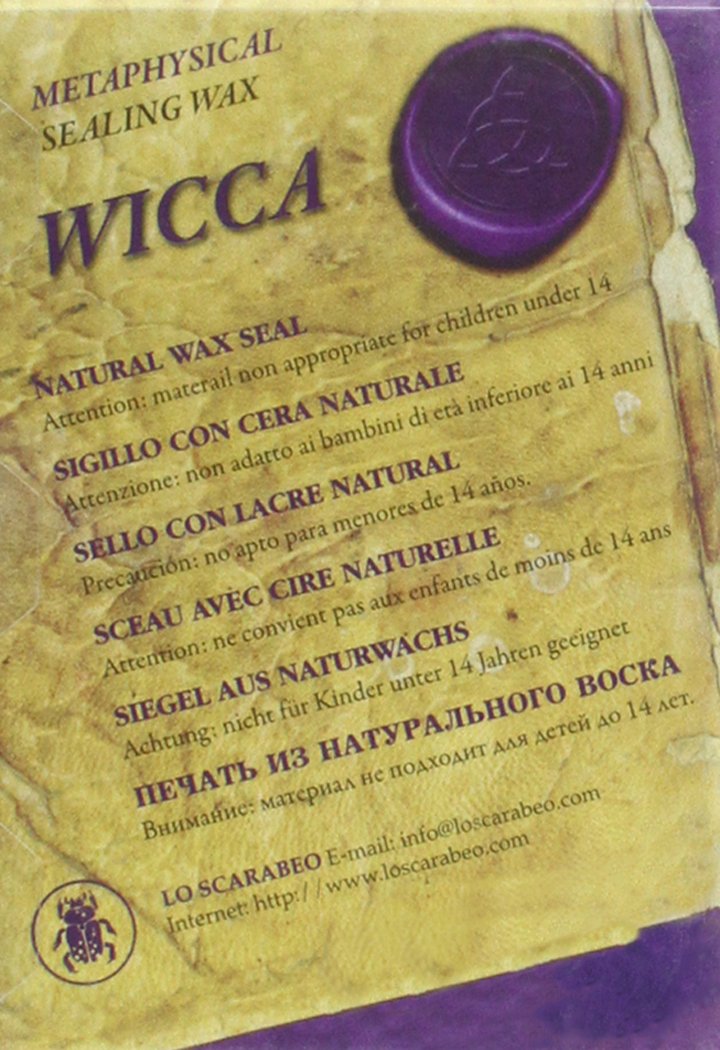 METAPHYSICAL
SEALING WAX
WICCA
NATURAL WAX SEAL
Attention: materail non appropriate for children under 14
SIGILLO CON CERA NATURALE
Attenzione: non adatto ai bambini di età inferiore ai 14 anni
SELLO CON LACRE NATURAL
Precaución: no apto para menores de 14 años.
SCEAU AVEC CIRE NATURELLE
Attention: ne convient pas aux enfants de moins de 14 ans
SIEGEL AUS NATURWACHS
Achtung: nicht für Kinder unter 14 Jahren geeignet
ПЕЧАТЬ ИЗ НАТУРАЛЬНОГО ВОСКА
Внимание: материал не подходит для детей до 14 лет.
LO SCARABEO E-mail: info@loscarabeo.com
Internet: http://www.loscarabeo.com